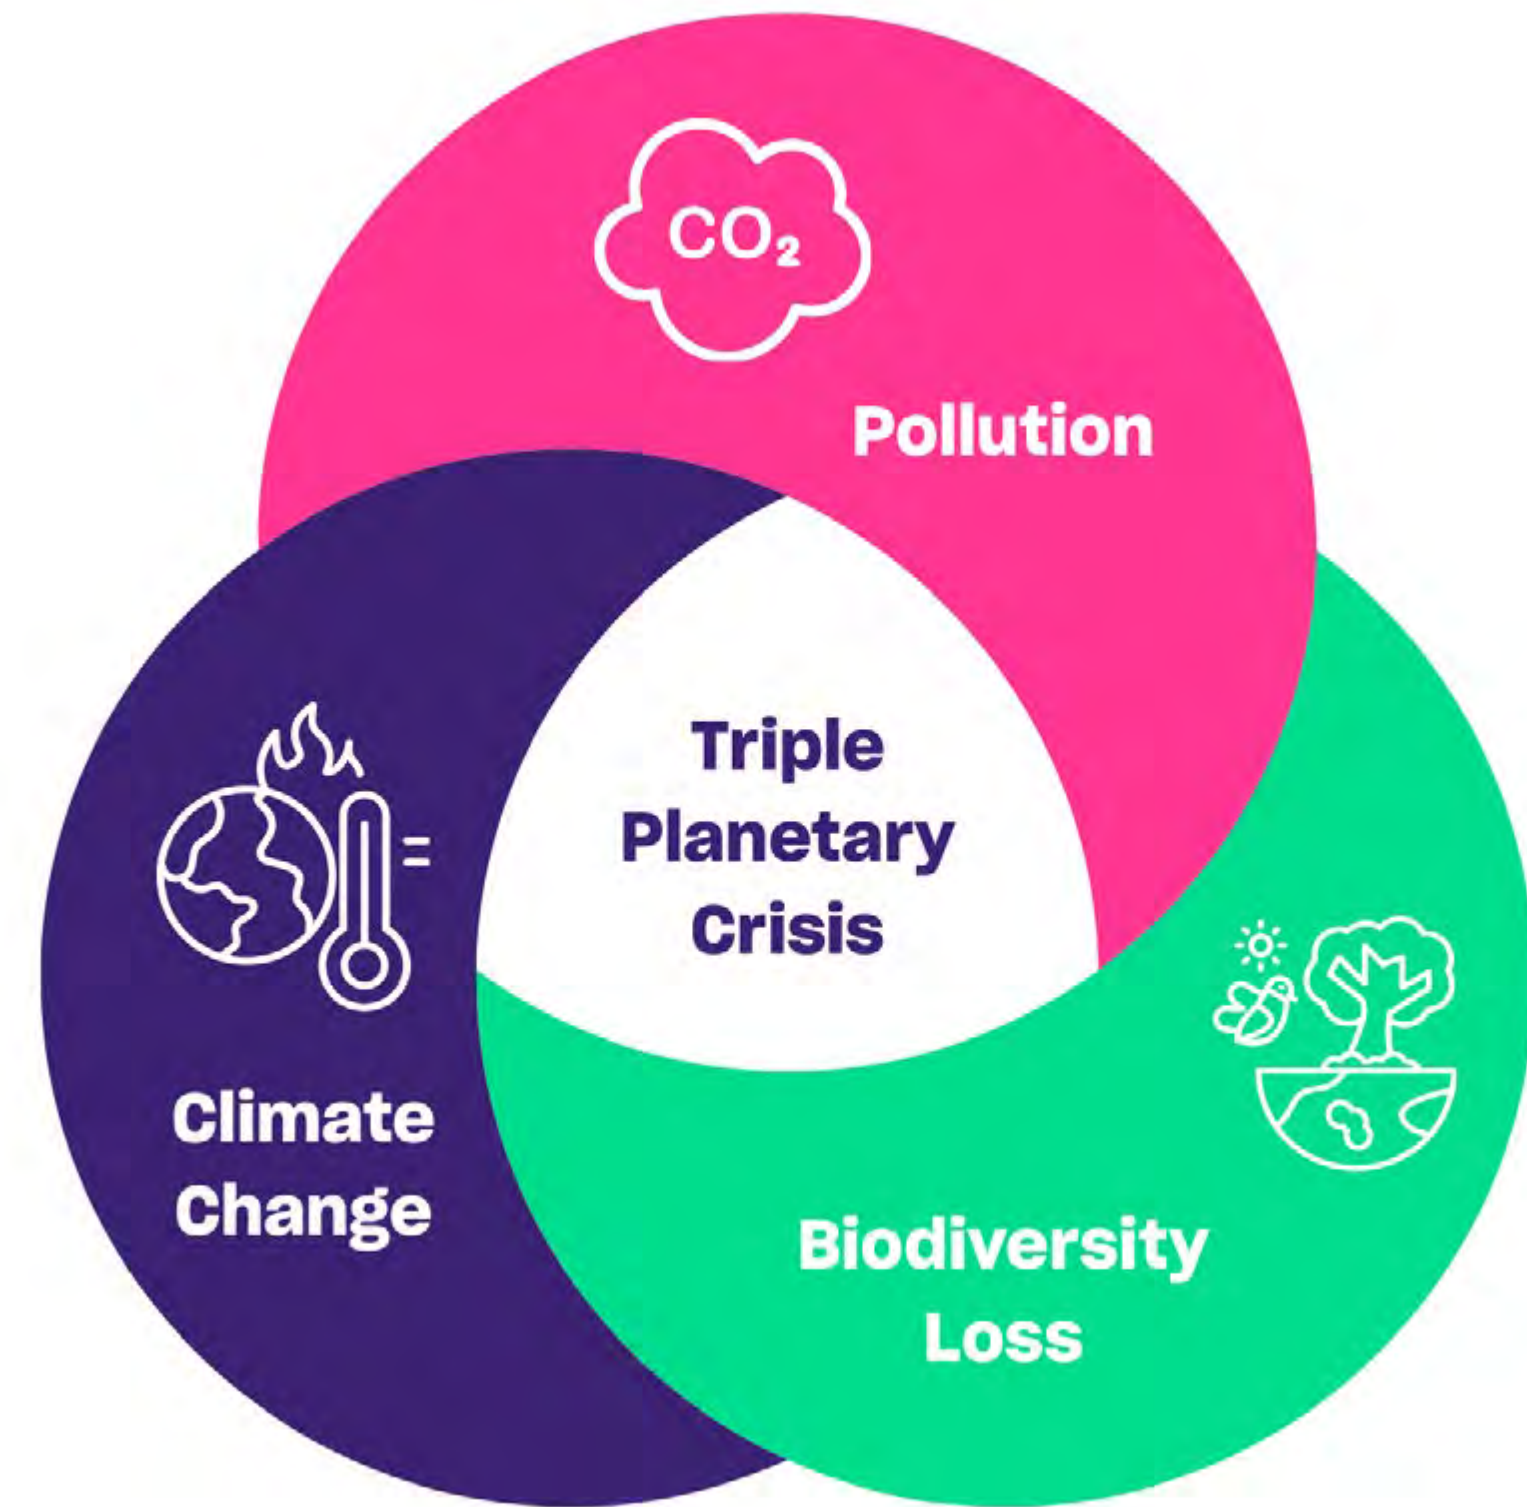 CO₂
Pollution
Triple
Planetary
Crisis
Climate
Change
Biodiversity
Loss